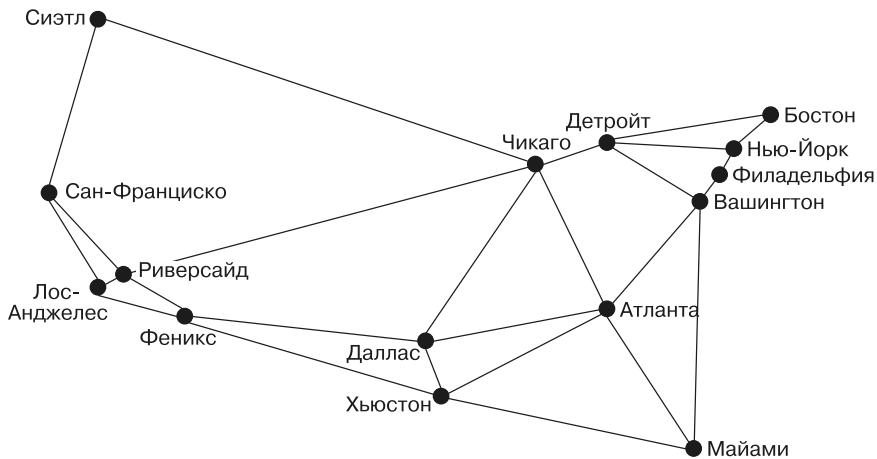 Сиэтл
Бостон
Детройт
Чикаго
Нью-Йорк
Филадельфия
Сан-Франциско
Вашингтон
Риверсайд
Лос-
Анджелес
Атланта
Феникс
Даллас
Хьюстон
Майами